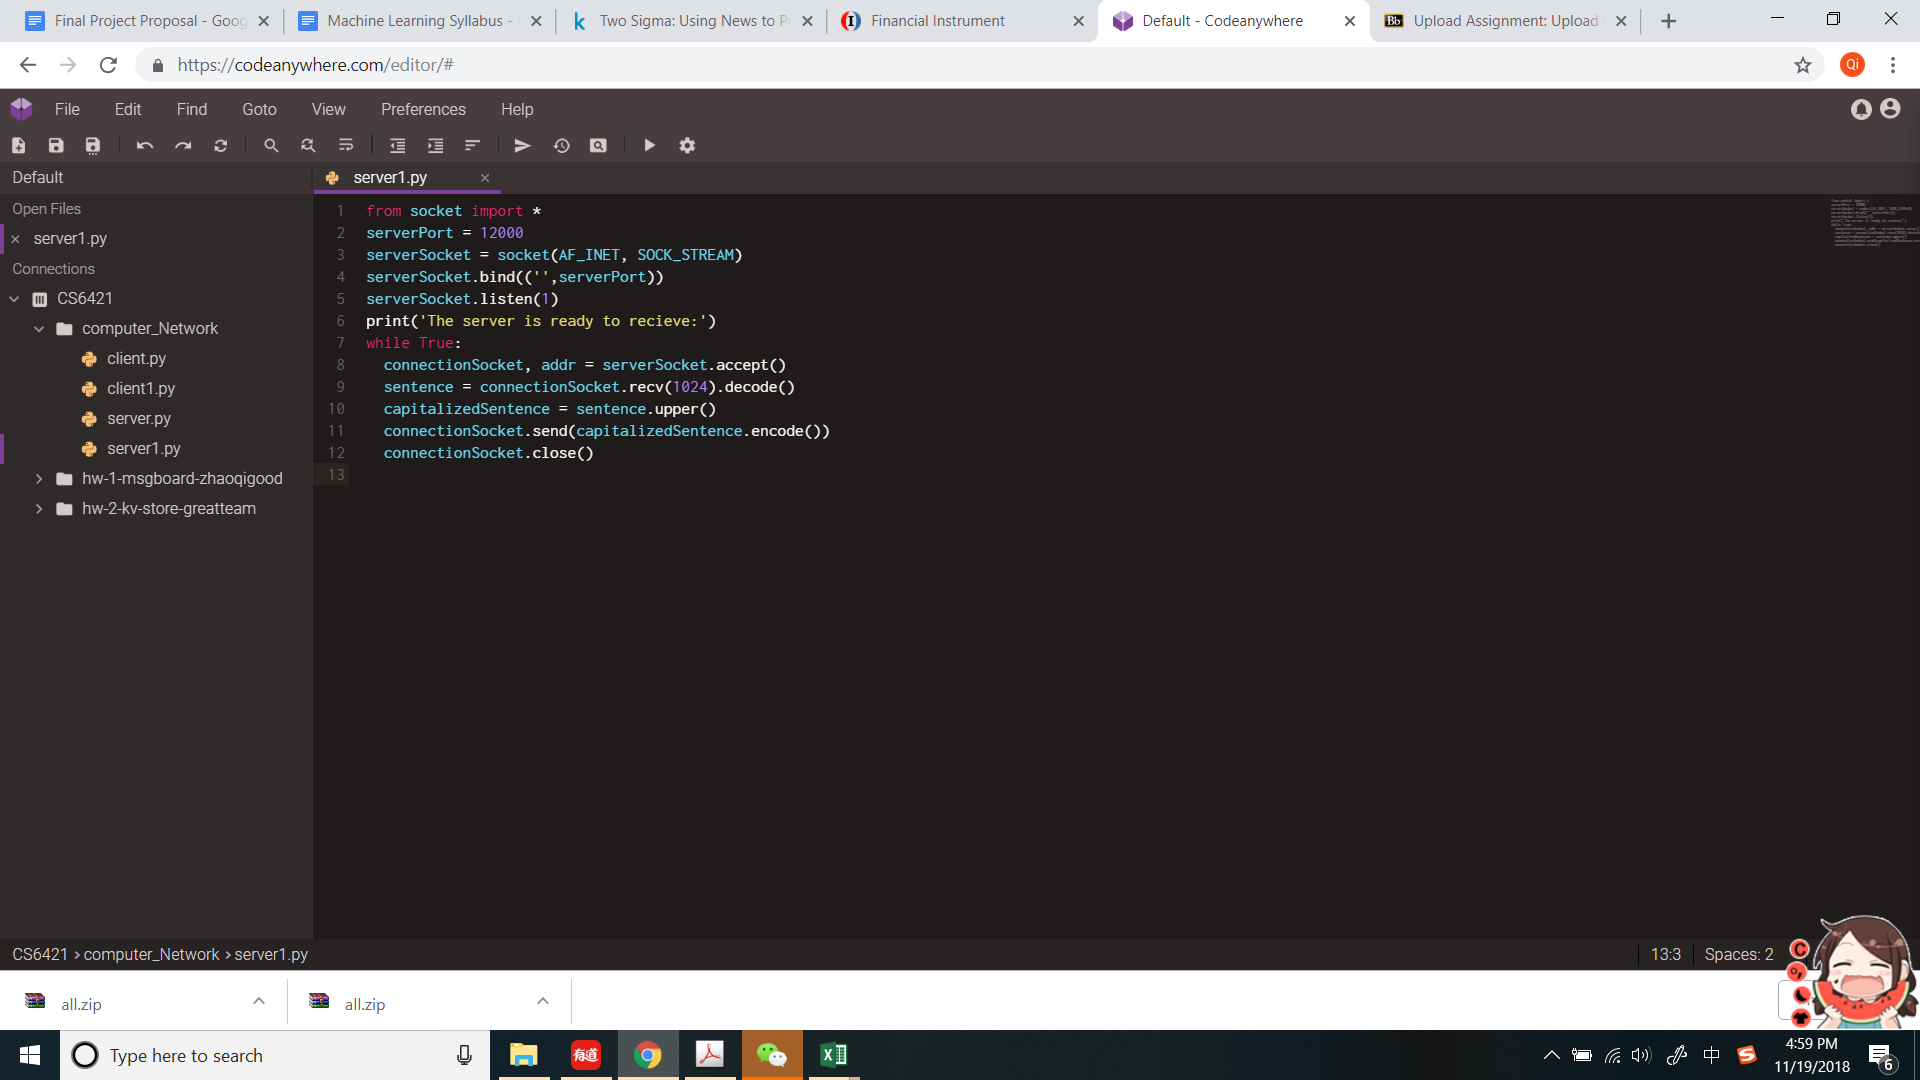 Final Project Proposal - Goog
Machine Learning Syllabus -
Two Sigma: Using News to P
Financial Instrument
Default - Codeanywhere
Bb Upload Assignment: Upload
https://codeanywhere.com/editor/#
Qi
File Edit Find Goto View Preferences Help
Default
server1.py
Open Files
server1.py
Connections
CS6421
computer_Network
client.py
client1.py
server.py
server1.py
hw-1-msgboard-zhaoqigood
hw-2-kv-store-greatteam
1 from socket import *
2 serverPort = 12000
3 serverSocket = socket(AF_INET, SOCK_STREAM)
4 serverSocket.bind(('',serverPort))
5 serverSocket.listen(1)
6 print('The server is ready to recieve:')
7 while True:
8   connectionSocket, addr = serverSocket.accept()
9   sentence = connectionSocket.recv(1024).decode()
10   capitalizedSentence = sentence.upper()
11   connectionSocket.send(capitalizedSentence.encode())
12   connectionSocket.close()
13
CS6421 > computer_Network > server1.py
13:3
Spaces: 2
all.zip
all.zip
Type here to search
有道
中
4:59 PM
11/19/2018
6